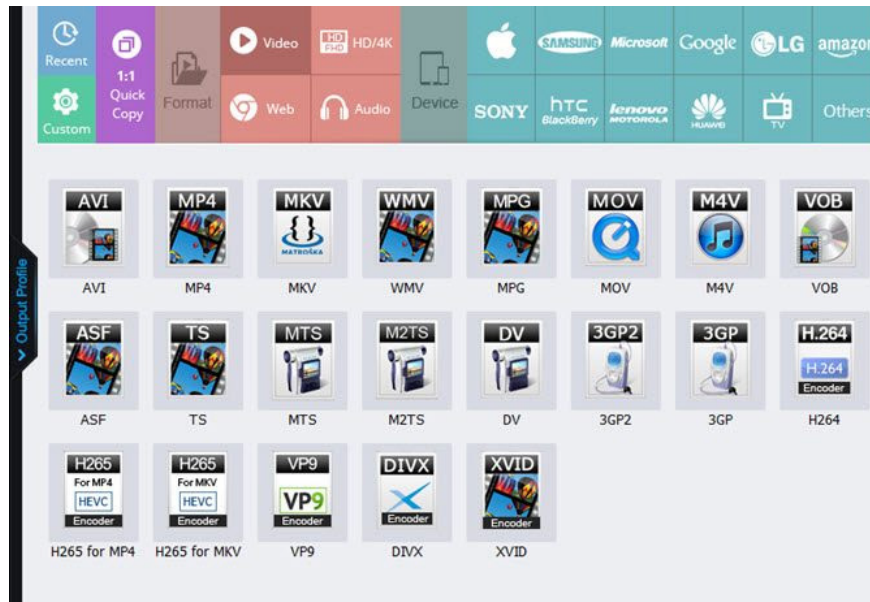 Recent
1:1
Quick
Copy
Custom
Format
Video
HD
FHD
HD/4K
Web
Audio
Device
SAMSUNG
Microsoft
Google
LG
amazon
SONY
hTC
BlackBerry
lenovo
MOTOROLA
HUAWEI
TV
Others
Output Profile
AVI
MP4
MKV
MATROŠKA
WMV
MPG
MOV
M4V
VOB
AVI
MP4
MKV
WMV
MPG
MOV
M4V
VOB
ASF
TS
MTS
M2TS
DV
3GP2
3GP
H.264
H.264
Encoder
ASF
TS
MTS
M2TS
DV
3GP2
3GP
H264
H265
For MP4
HEVC
Encoder
H265
For MKV
HEVC
Encoder
VP9
VP9
Encoder
DIVX
Encoder
XVID
Encoder
H265 for MP4
H265 for MKV
VP9
DIVX
XVID